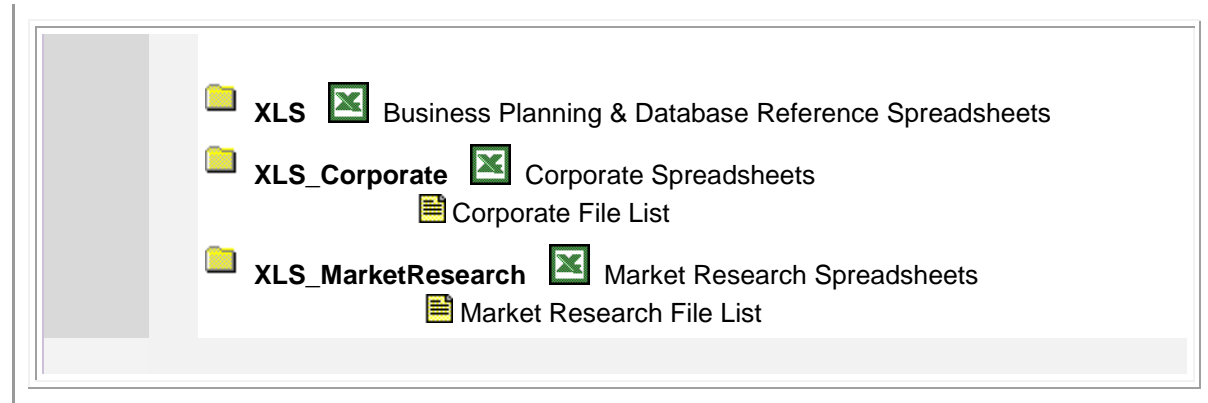 XLS Business Planning & Database Reference Spreadsheets
XLS_Corporate Corporate Spreadsheets
Corporate File List
XLS_MarketResearch Market Research Spreadsheets
Market Research File List